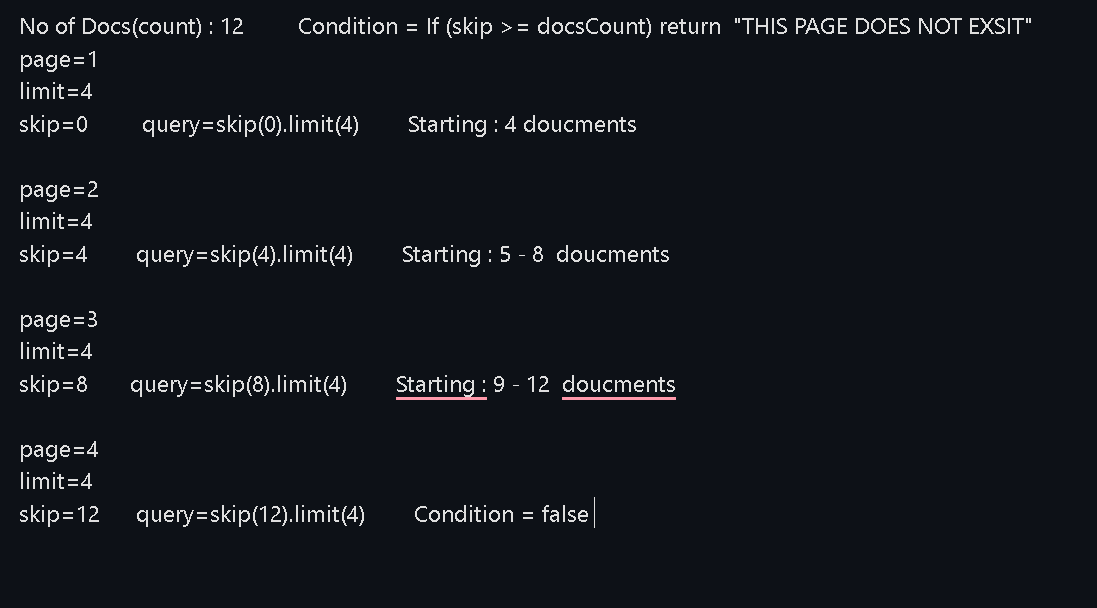 No of Docs(count) : 12 Condition = If (skip >= docsCount) return "THIS PAGE DOES NOT EXSIT"
page=1
limit=4
skip=0 query=skip(0).limit(4) Starting : 4 doucments
page=2
limit=4
skip=4 query=skip(4).limit(4) Starting : 5 - 8 doucments
page=3
limit=4
skip=8 query=skip(8).limit(4) Starting : 9 - 12 doucments
page=4
limit=4
skip=12 query=skip(12).limit(4) Condition = false